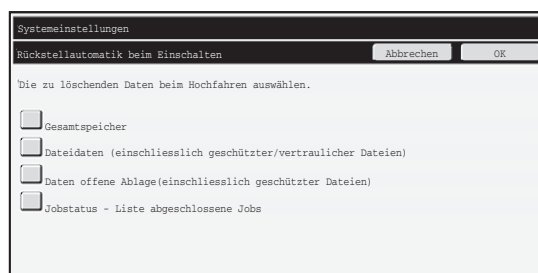 Systemeinstellungen
Rückstellautomatik beim Einschalten Abbrechen OK
Die zu löschenden Daten beim Hochfahren auswählen.
Gesamtspeicher
Dateidaten (einschliesslich geschützter/vertraulicher Dateien)
Daten offene Ablage(einschliesslich geschützter Dateien)
Jobstatus - Liste abgeschlossene Jobs